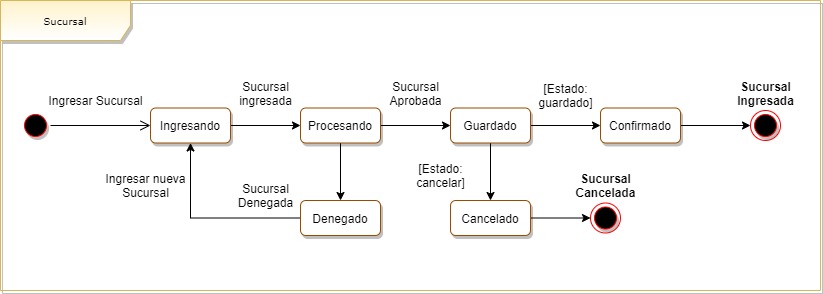 Sucursal
Ingresar Sucursal
Sucursal
ingresada
Sucursal
Aprobada
[Estado:
guardado]
Sucursal
Ingresada
Ingresando
Procesando
Guardado
Confirmado
Ingresar nueva
Sucursal
Sucursal
Denegada
[Estado:
cancelar]
Sucursal
Cancelada
Denegado
Cancelado